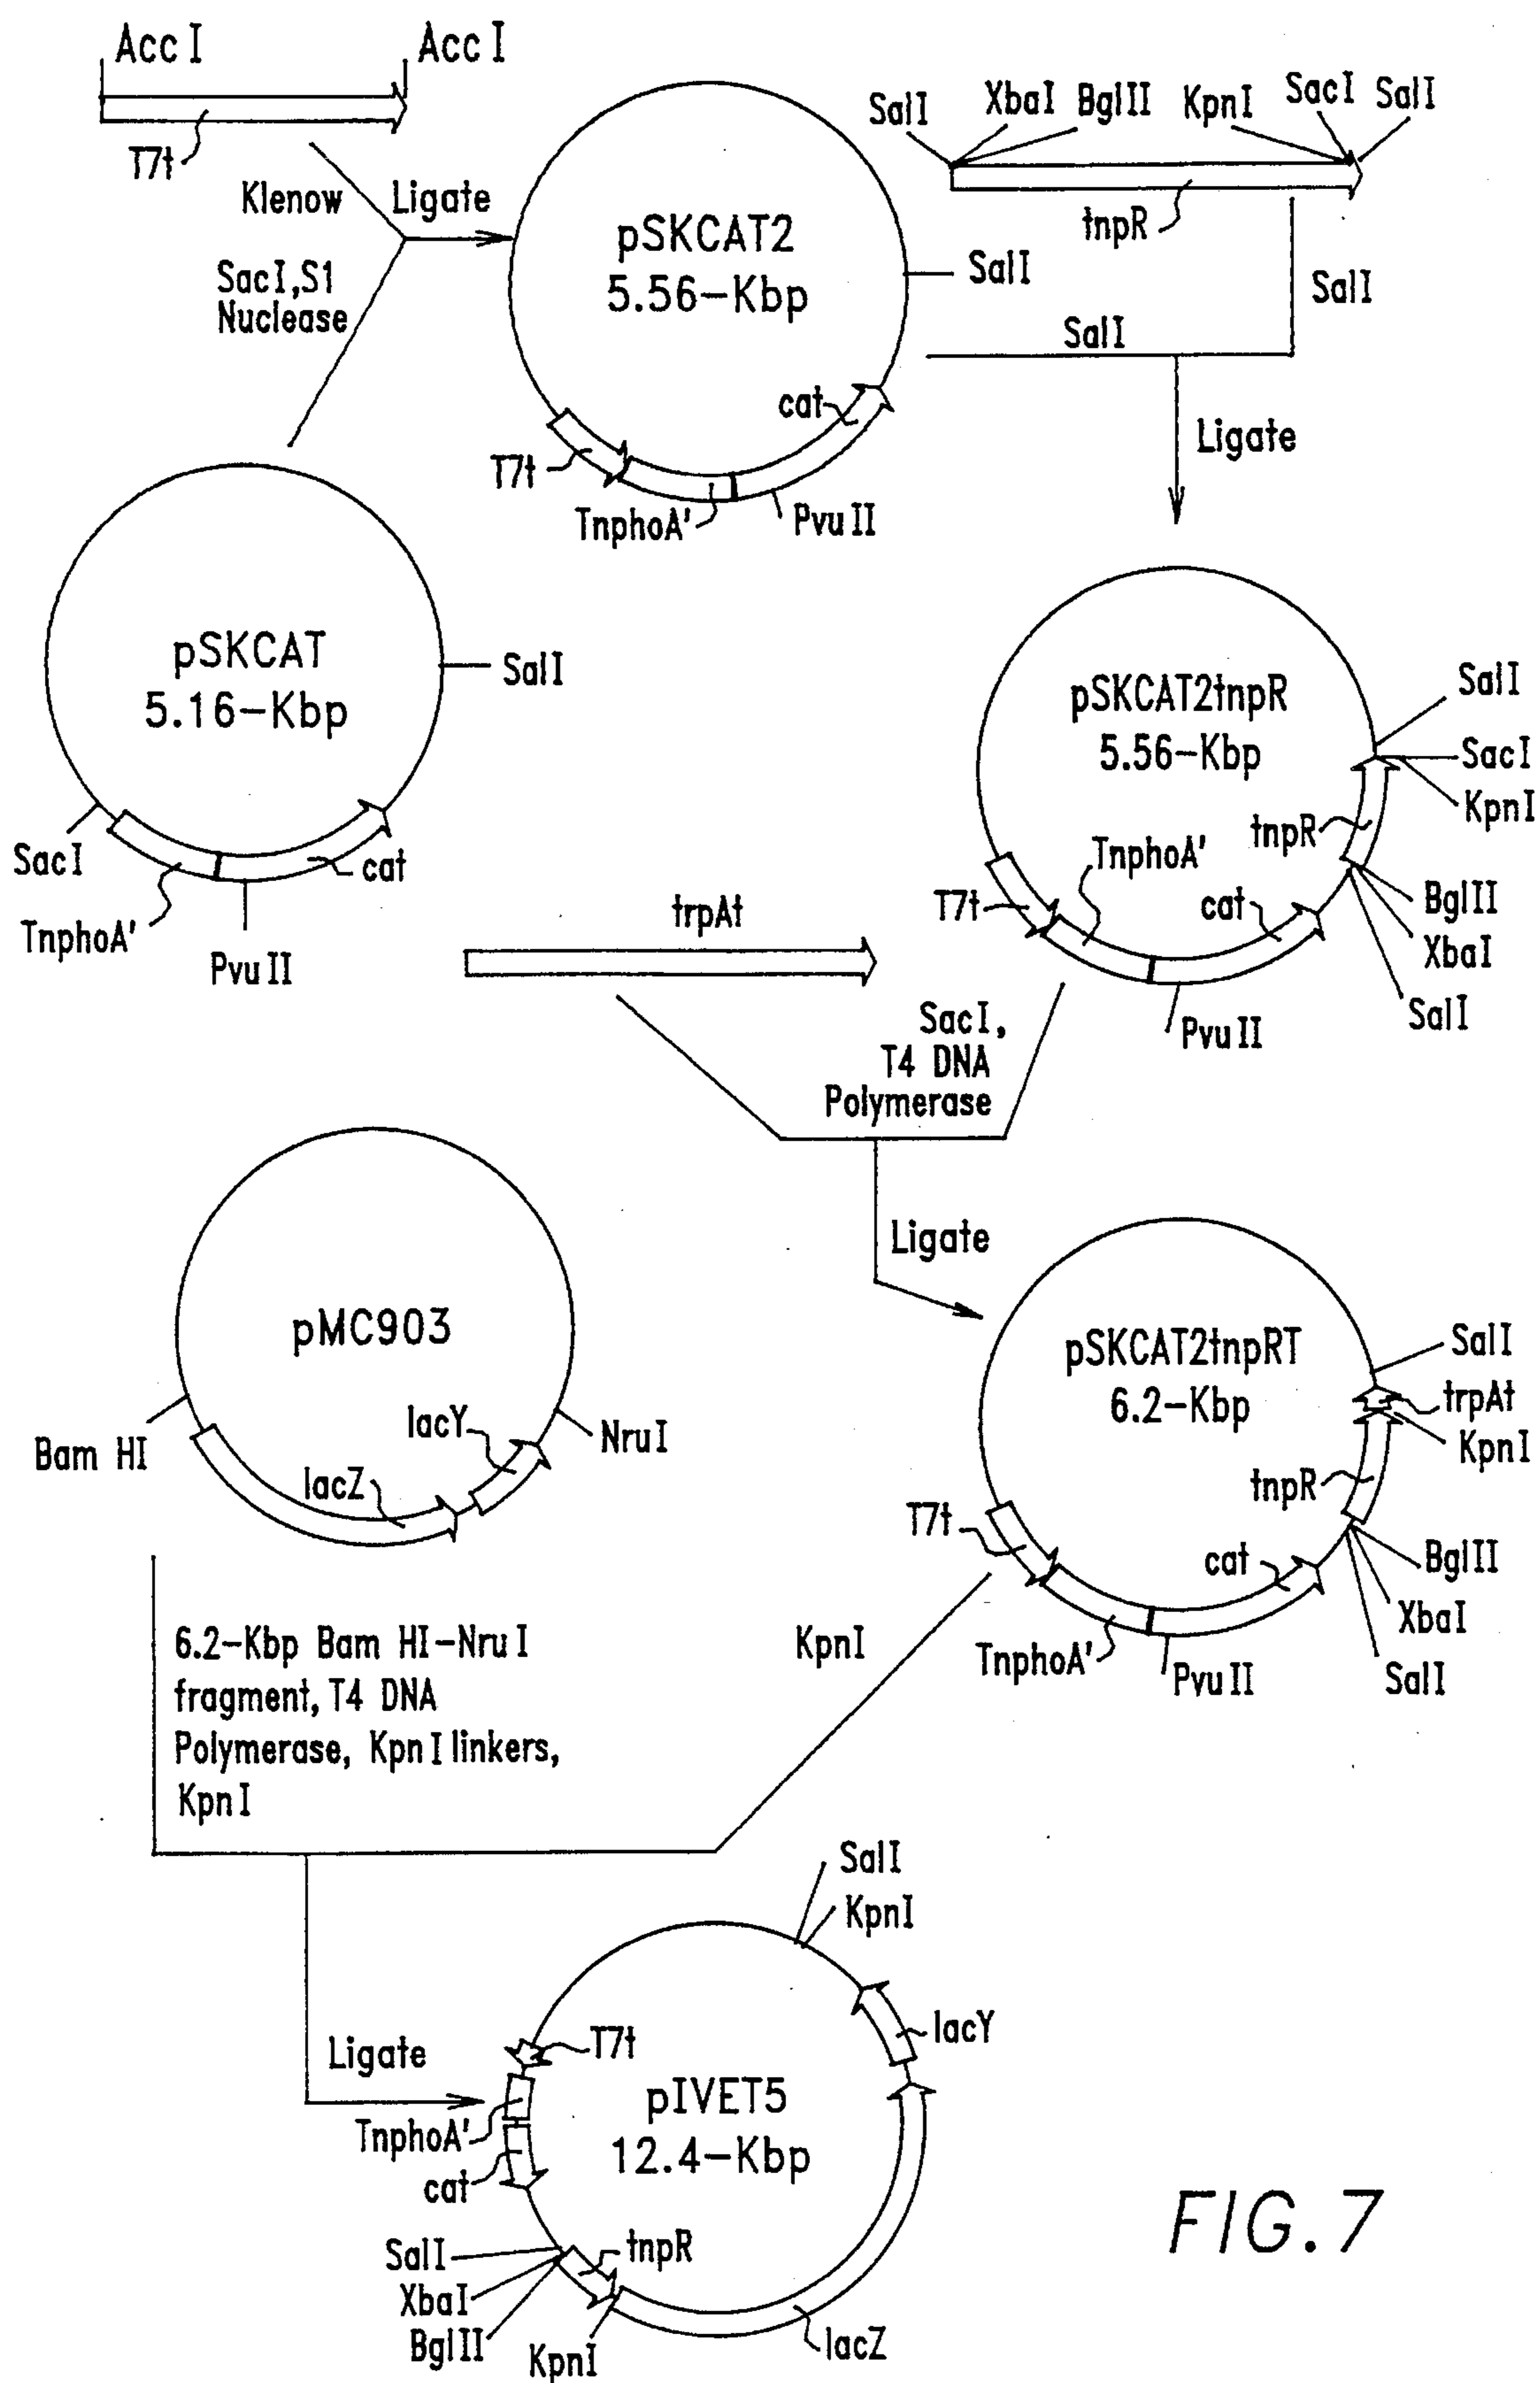 Acc I
Acc I
T7t
Klenow
Ligate
SacI,S1
Nuclease
pSKCAT2
5.56-Kbp
SalI
cat
T7t
TnphoA'
Pvu II
SalI
XbaI
BglII
KpnI
SacI
SalI
tnpR
SalI
SalI
Ligate
pSKCAT
5.16-Kbp
SalI
SacI
TnphoA'
Pvu II
cat
pSKCAT2tnpR
5.56-Kbp
SalI
SacI
KpnI
tnpR
TnphoA'
T7t
cat
BglII
XbaI
SalI
Pvu II
trpAt
SacI,
T4 DNA
Polymerase
Ligate
pMC903
Bam HI
lacY
NruI
lacZ
pSKCAT2tnpRT
6.2-Kbp
SalI
trpAt
KpnI
tnpR
T7t
cat
BglII
XbaI
SalI
TnphoA'
Pvu II
6.2-Kbp Bam HI-Nru I
fragment, T4 DNA
Polymerase, Kpn I linkers,
Kpn I
KpnI
Ligate
SalI
KpnI
lacY
T7t
pIVET5
12.4-Kbp
TnphoA'
cat
SalI
XbaI
BglII
tnpR
KpnI
lacZ
FIG. 7